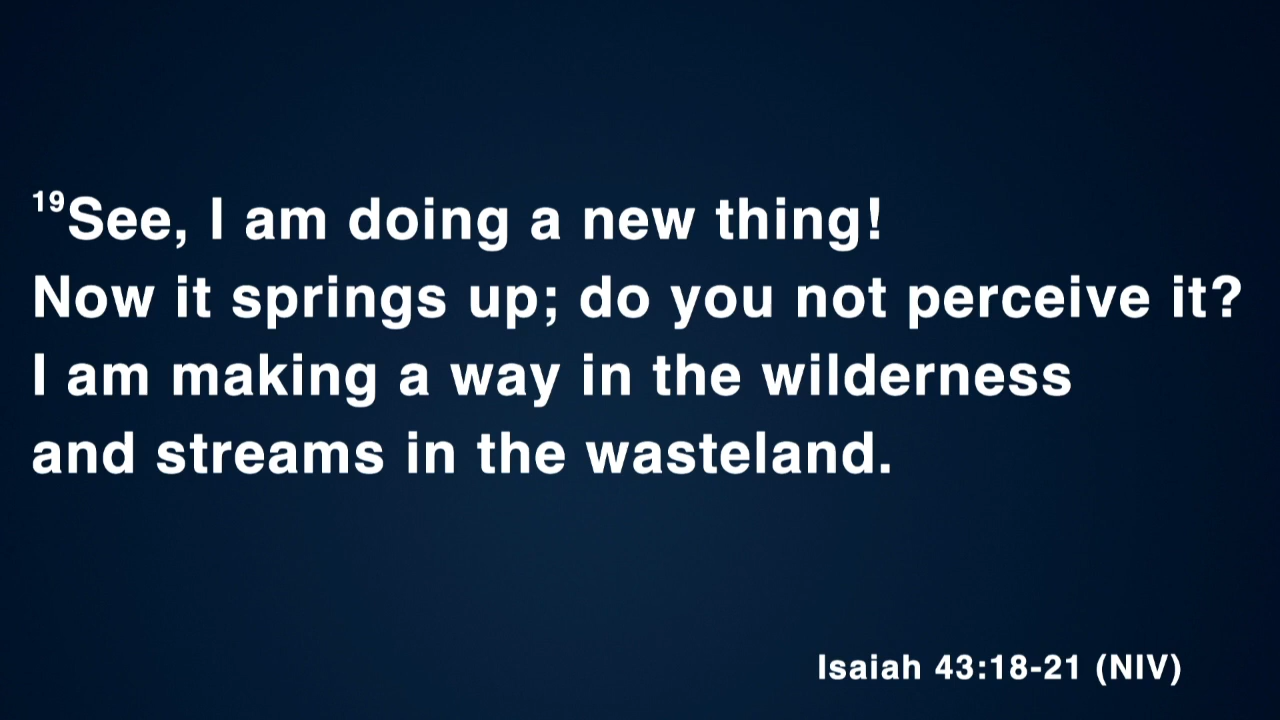 19See, I am doing a new thing!
Now it springs up; do you not perceive it?
I am making a way in the wilderness
and streams in the wasteland.
Isaiah 43:18-21 (NIV)